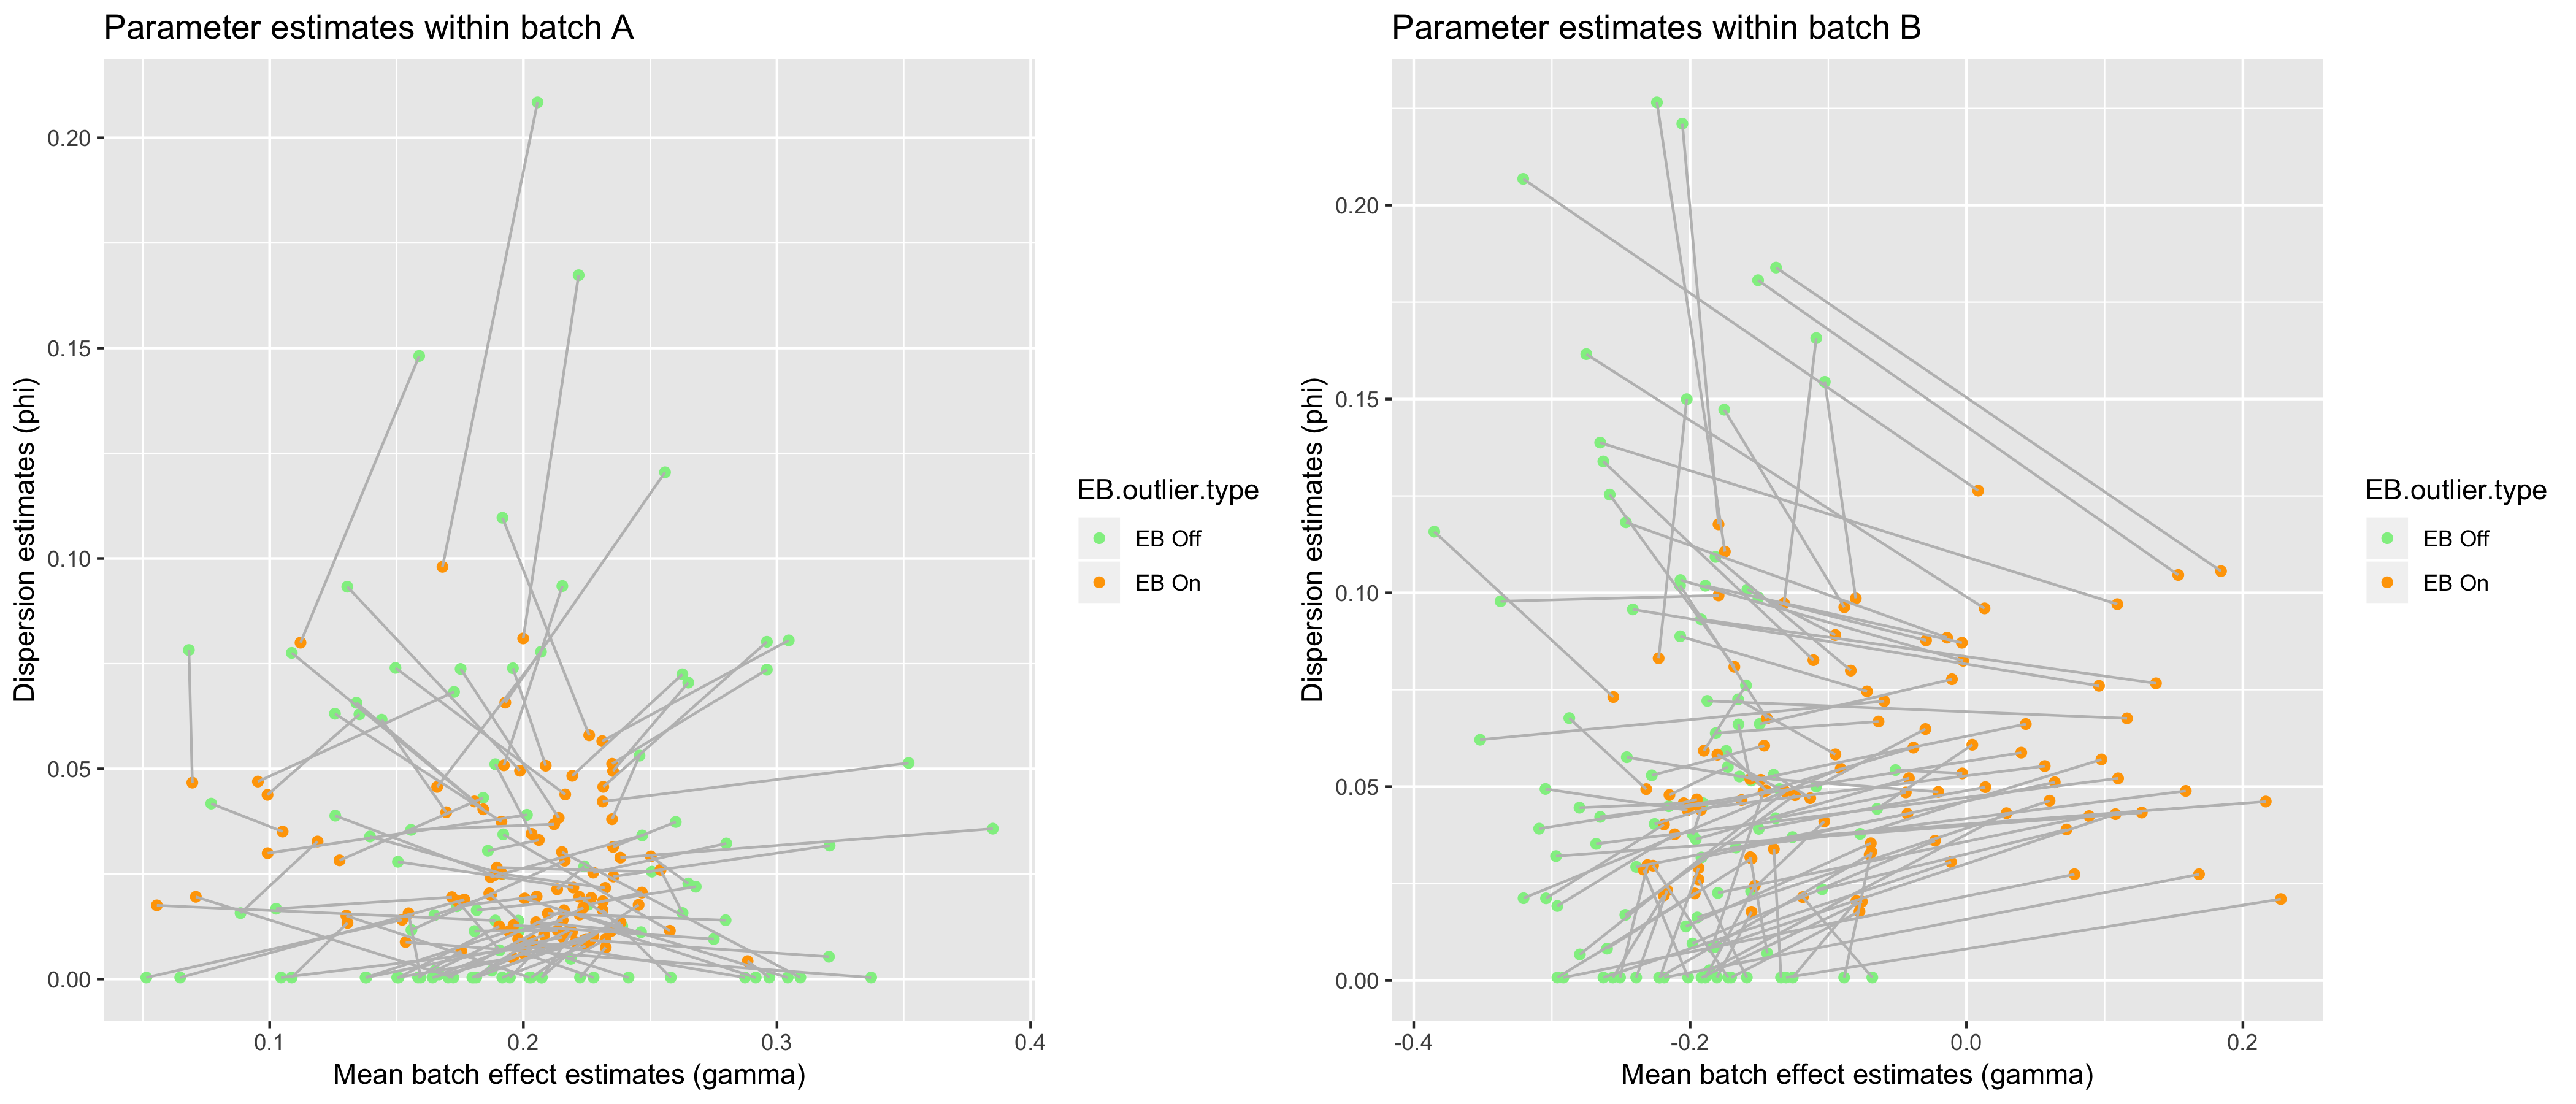 Parameter estimates within batch A
Dispersion estimates (phi)
0.20
0.15
0.10
0.05
0.00
0.1
0.2
0.3
0.4
Mean batch effect estimates (gamma)
EB.outlier.type
EB Off
EB On
Parameter estimates within batch B
Dispersion estimates (phi)
0.20
0.15
0.10
0.05
0.00
-0.4
-0.2
0.0
0.2
Mean batch effect estimates (gamma)
EB.outlier.type
EB Off
EB On